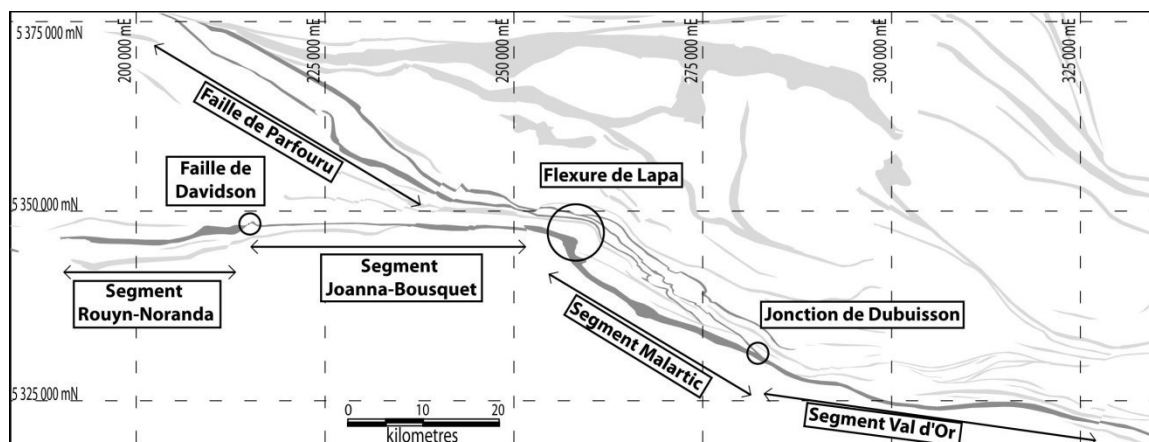 5 375 000 mN
200 000 mE
225 000 mE
250 000 mE
275 000 mE
300 000 mE
325 000 mE
Faille de Parfouru
Faille de
Davidson
Flexure de Lapa
5 350 000 mN
Segment
Rouyn-Noranda
Segment
Joanna-Bousquet
Segment Malartic
Jonction de Dubuisson
5 325 000 mN
0 10 20
kilometres
Segment Val d'Or